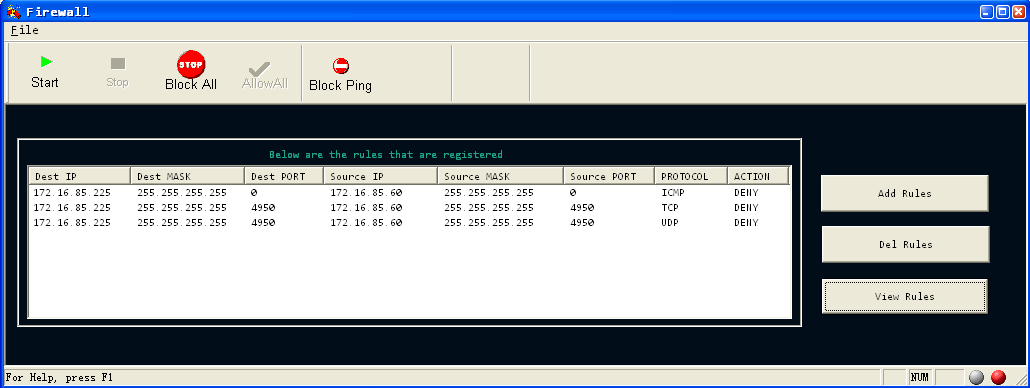 Firewall
File
Start Stop STOP Block All AllowAll Block Ping
Below are the rules that are registered
Dest IP Dest MASK Dest PORT Source IP Source MASK Source PORT PROTOCOL ACTION
172.16.85.225 255.255.255.255 0 172.16.85.60 255.255.255.255 0 ICMP DENY
172.16.85.225 255.255.255.255 4950 172.16.85.60 255.255.255.255 4950 TCP DENY
172.16.85.225 255.255.255.255 4950 172.16.85.60 255.255.255.255 4950 UDP DENY
Add Rules
Del Rules
View Rules
For Help, press F1 NUM